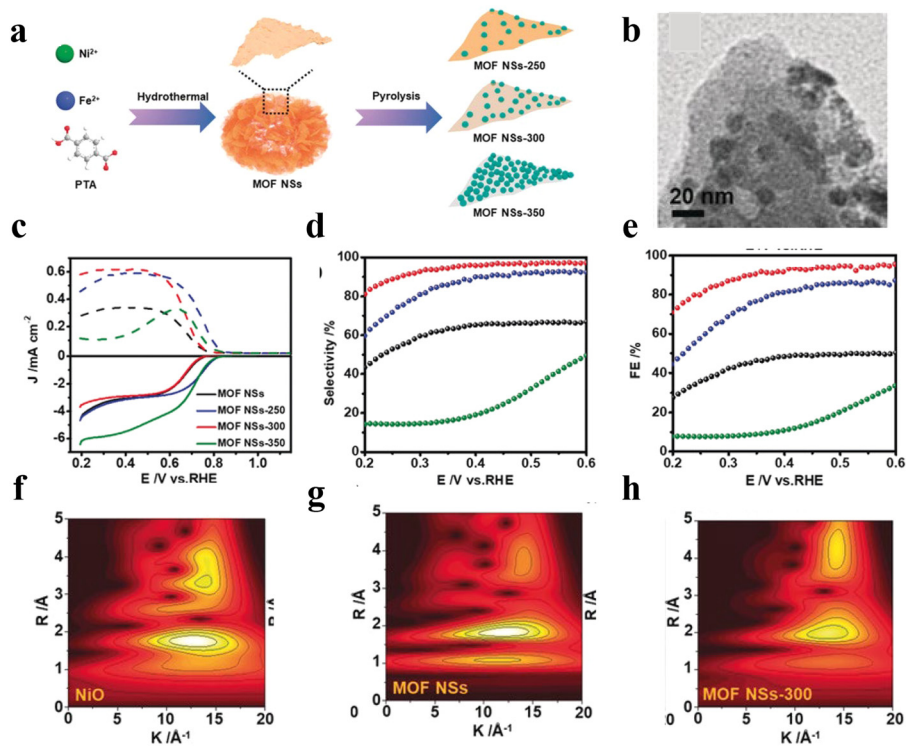 a
Ni2+
Fe2+
PTA
Hydrothermal
MOF NSs
Pyrolysis
MOF NSs-250
MOF NSs-300
MOF NSs-350
b
20 nm
c
J /mA cm-2
0.6
0.4
0.2
0
-2
-4
-6
MOF NSs
MOF NSs-250
MOF NSs-300
MOF NSs-350
0.2 0.4 0.6 0.8 1.0
E /V vs.RHE
d
Selectivity /%
100
80
60
40
20
0
0.2 0.3 0.4 0.5 0.6
E /V vs.RHE
e
FE /%
100
80
60
40
20
0
0.2 0.3 0.4 0.5 0.6
E /V vs.RHE
f
R /Å
5
4
3
2
1
0
NiO
0 5 10 15 20
K /Å-1
g
R /Å
5
4
3
2
1
0
MOF NSs
0 5 10 15 20
K /Å-1
h
R /Å
5
4
3
2
1
0
MOF NSs-300
0 5 10 15 20
K /Å-1